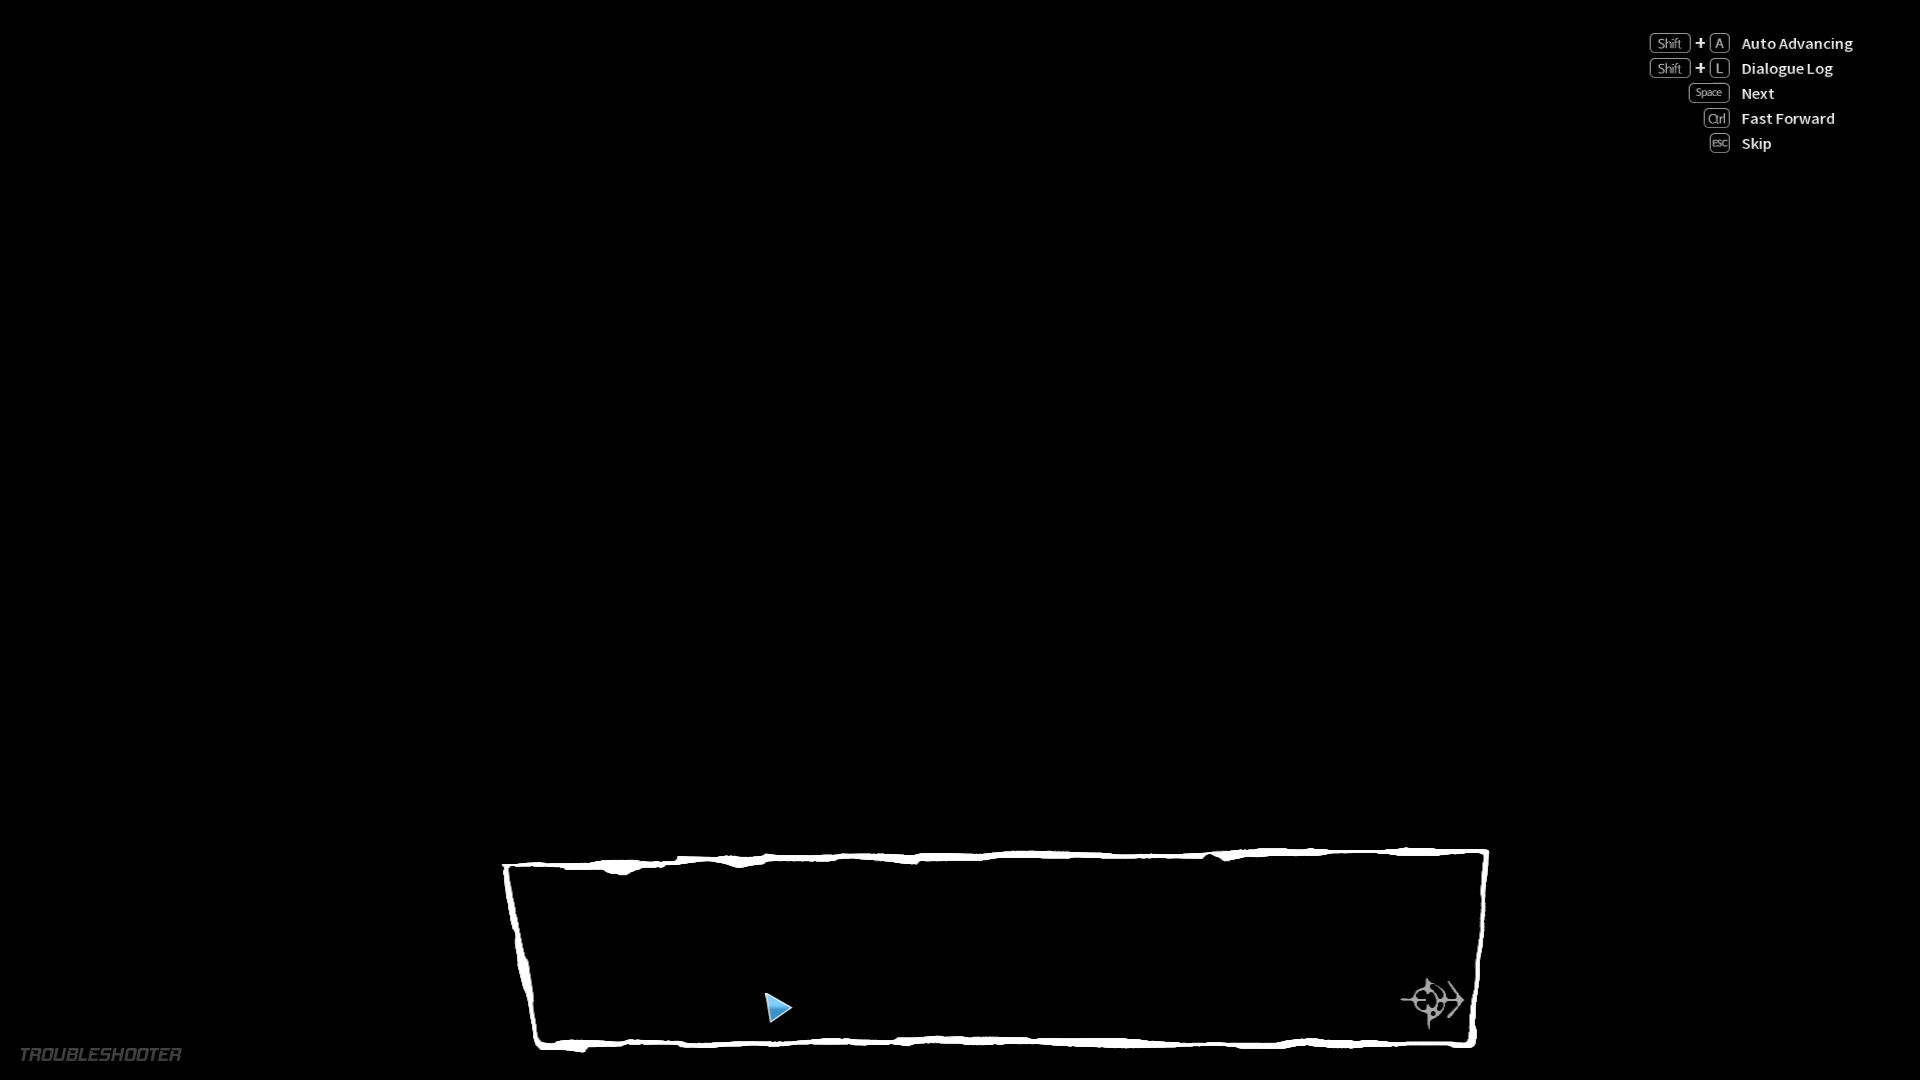 Shift + A Auto Advancing
Shift + L Dialogue Log
Space Next
Ctrl Fast Forward
ESC Skip
TROUBLESHOOTER